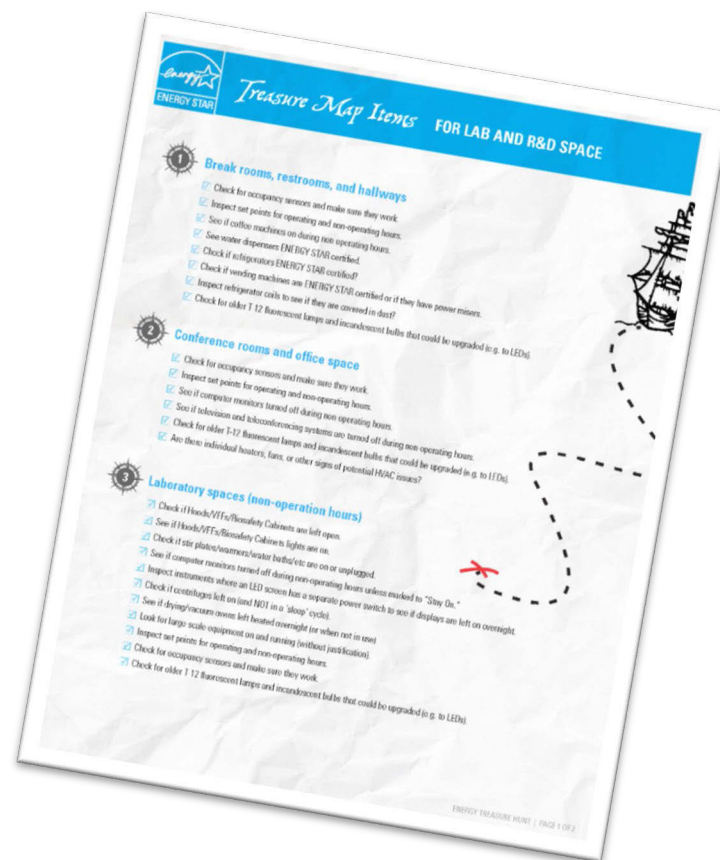 energy
ENERGY STAR
Treasure Map Items FOR LAB AND R&D SPACE
1
Break rooms, restrooms, and hallways
Check for occupancy sensors and make sure they work.
Inspect set points for operating and non-operating hours.
See if coffee machines on during non operating hours.
See water dispensers ENERGY STAR certified.
Check if refrigerators ENERGY STAR certified?
Check if vending machines are ENERGY STAR certified or if they have power misers.
Inspect refrigerator coils to see if they are covered in dust?
Check for older T-12 fluorescent lamps and incandescent bulbs that could be upgraded (e.g. to LEDs).
2
Conference rooms and office space
Check for occupancy sensors and make sure they work.
Inspect set points for operating and non-operating hours.
See if computer monitors turned off during non operating hours.
See if television and teleconferencing systems are turned off during non operating hours.
Check for older T-12 fluorescent lamps and incandescent bulbs that could be upgraded (e.g. to LEDs).
Are there individual heaters, fans, or other signs of potential HVAC issues?
3
Laboratory spaces (non-operation hours)
Check if Hoods/VFFs/Biosafety Cabinets are left open.
See if Hoods/VFFs/Biosafety Cabinets lights are on.
Check if stir plates/warmers/water baths/etc are on or unplugged.
See if computer monitors turned off during non-operating hours unless marked to "Stay On."
Inspect instruments where an LED screen has a separate power switch to see if displays are left on overnight.
Check if centrifuges left on (and NOT in a 'sleep' cycle).
See if drying/vacuum ovens left heated overnight (or when not in use)
Look for large scale equipment on and running (without justification).
Inspect set points for operating and non-operating hours.
Check for occupancy sensors and make sure they work.
Check for older T-12 fluorescent lamps and incandescent bulbs that could be upgraded (e.g. to LEDs).
ENERGY TREASURE HUNT | PAGE 1 OF 2